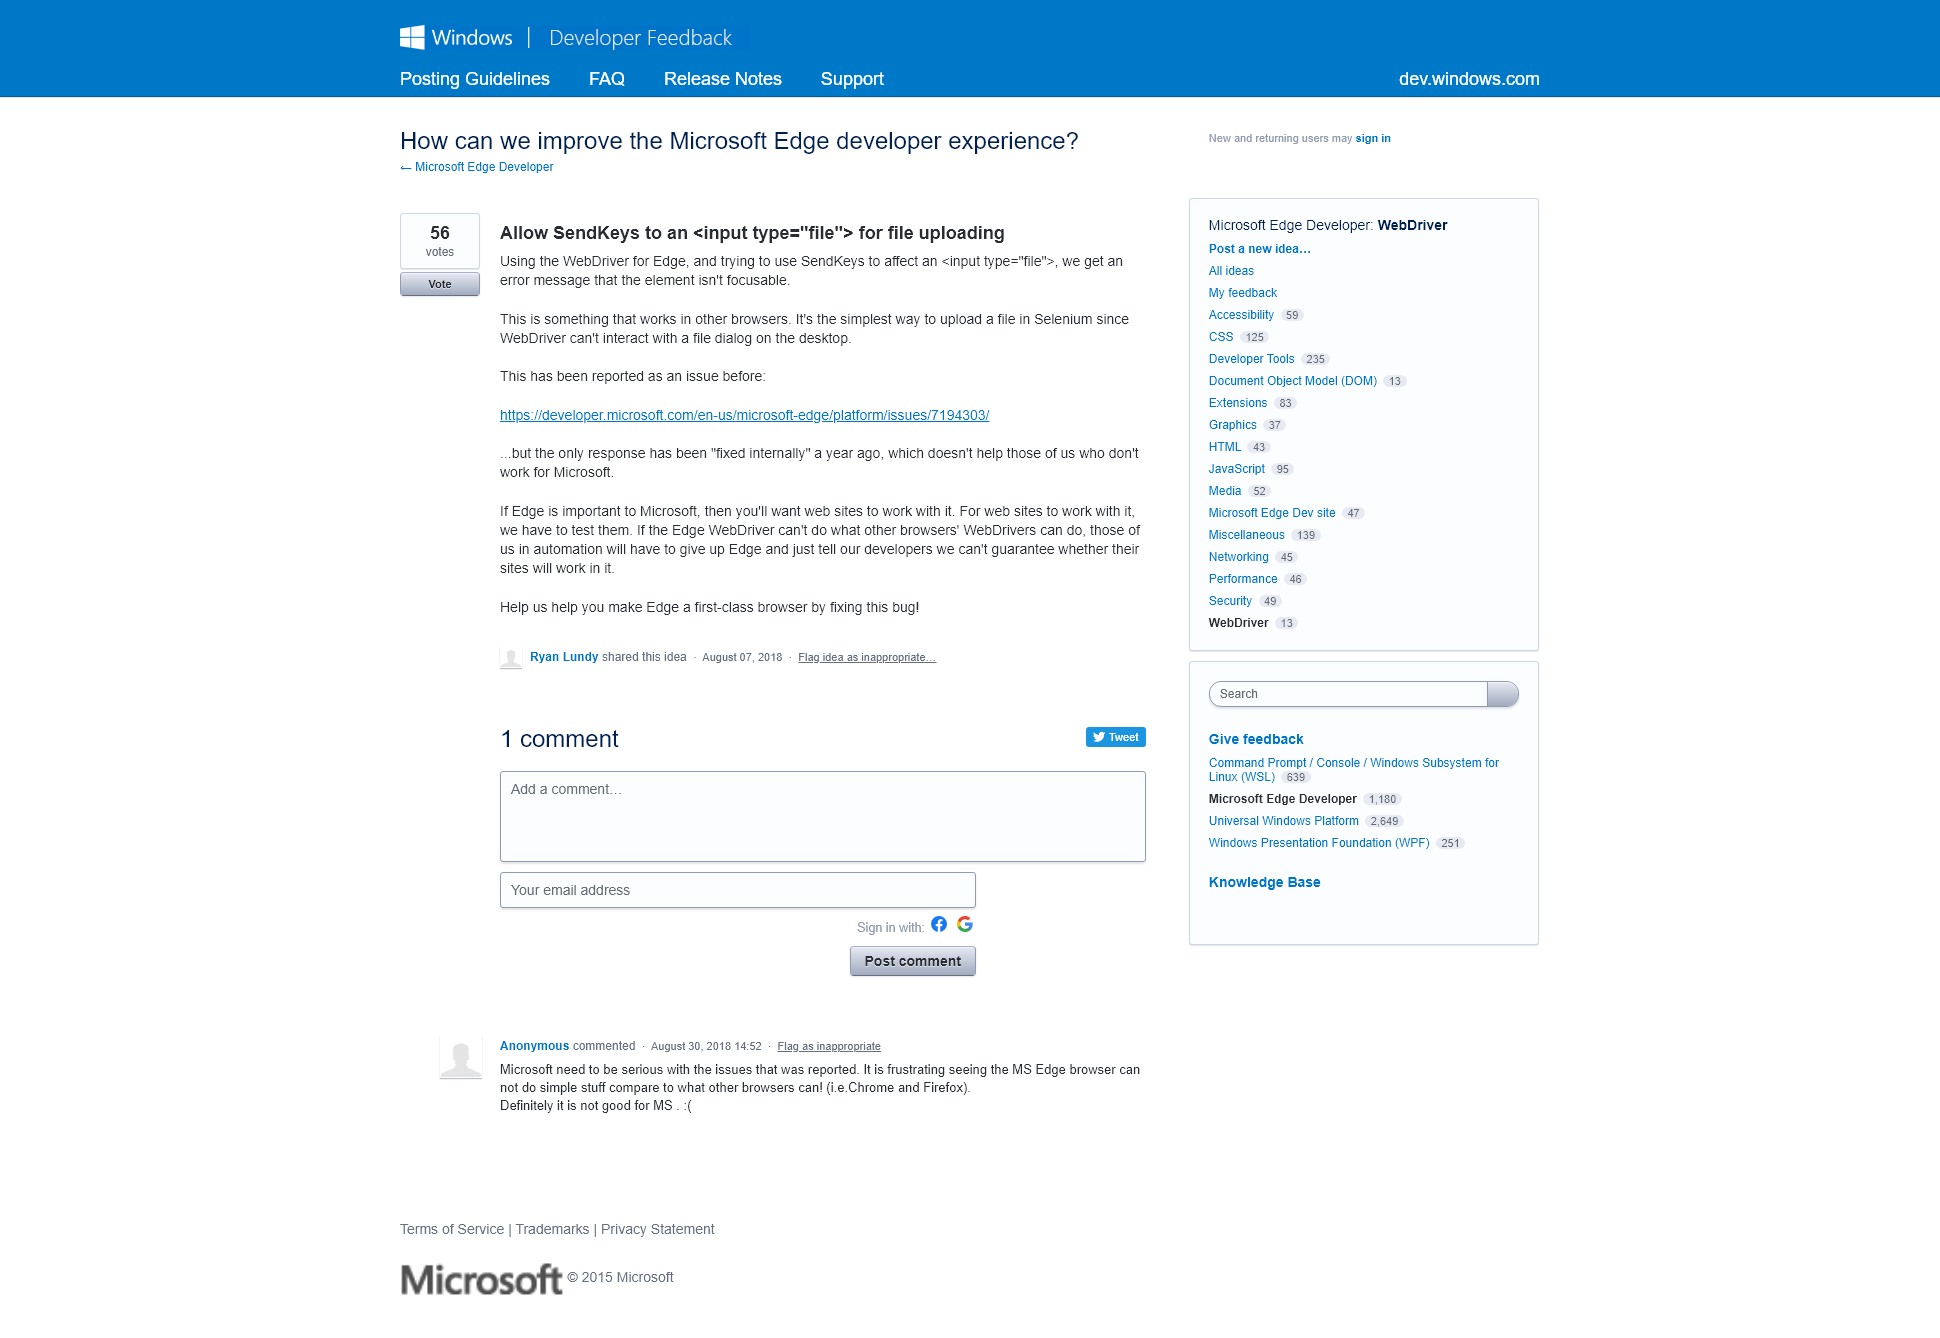 Windows | Developer Feedback
Posting Guidelines FAQ Release Notes Support dev.windows.com
How can we improve the Microsoft Edge developer experience?
← Microsoft Edge Developer
New and returning users may sign in
56
votes
Vote
Allow SendKeys to an <input type="file"> for file uploading
Using the WebDriver for Edge, and trying to use SendKeys to affect an <input type="file">, we get an
error message that the element isn't focusable.
This is something that works in other browsers. It's the simplest way to upload a file in Selenium since
WebDriver can't interact with a file dialog on the desktop.
This has been reported as an issue before:
https://developer.microsoft.com/en-us/microsoft-edge/platform/issues/7194303/
...but the only response has been "fixed internally" a year ago, which doesn't help those of us who don't
work for Microsoft.
If Edge is important to Microsoft, then you'll want web sites to work with it. For web sites to work with it,
we have to test them. If the Edge WebDriver can't do what other browsers' WebDrivers can do, those of
us in automation will have to give up Edge and just tell our developers we can't guarantee whether their
sites will work in it.
Help us help you make Edge a first-class browser by fixing this bug!
Ryan Lundy shared this idea · August 07, 2018 · Flag idea as inappropriate…
1 comment
Tweet
Add a comment…
Your email address
Sign in with:
Post comment
Anonymous commented · August 30, 2018 14:52 · Flag as inappropriate
Microsoft need to be serious with the issues that was reported. It is frustrating seeing the MS Edge browser can
not do simple stuff compare to what other browsers can! (i.e.Chrome and Firefox).
Definitely it is not good for MS . :(
Microsoft Edge Developer: WebDriver
Post a new idea…
All ideas
My feedback
Accessibility 59
CSS 125
Developer Tools 235
Document Object Model (DOM) 13
Extensions 83
Graphics 37
HTML 43
JavaScript 95
Media 52
Microsoft Edge Dev site 47
Miscellaneous 139
Networking 45
Performance 46
Security 49
WebDriver 13
Search
Give feedback
Command Prompt / Console / Windows Subsystem for
Linux (WSL) 639
Microsoft Edge Developer 1,180
Universal Windows Platform 2,649
Windows Presentation Foundation (WPF) 251
Knowledge Base
Terms of Service | Trademarks | Privacy Statement
Microsoft © 2015 Microsoft